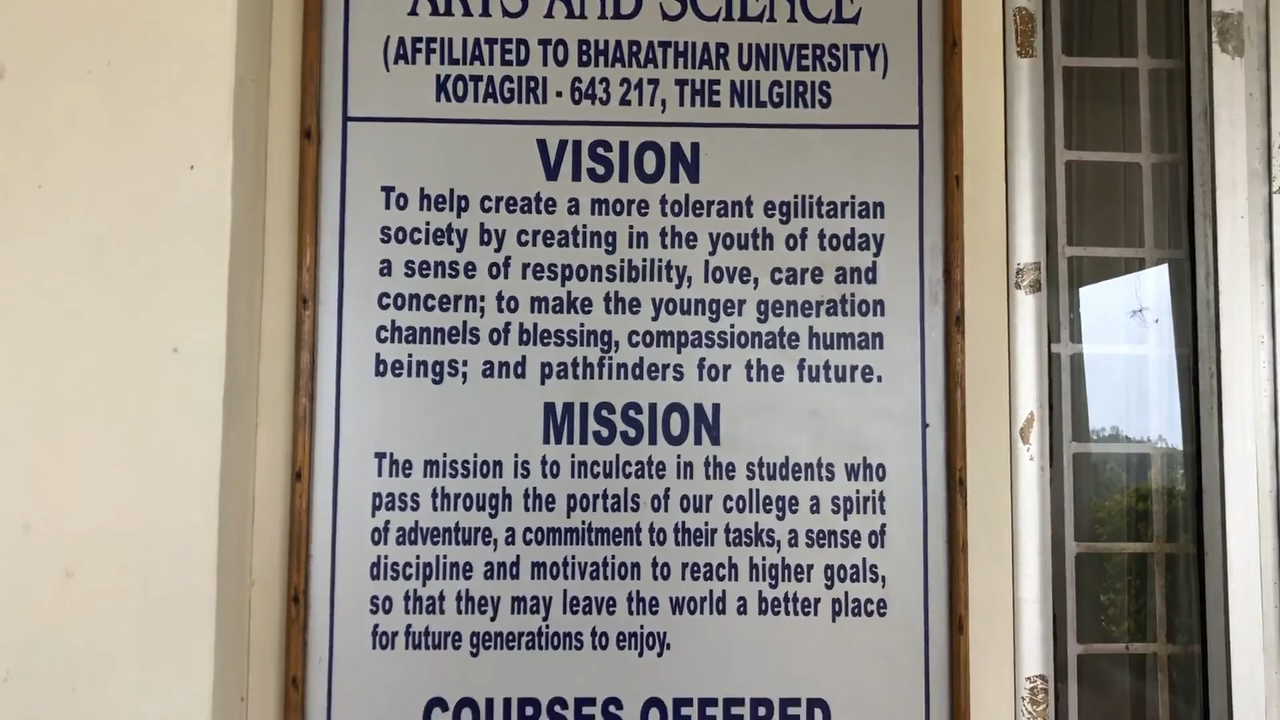 ARTS AND SCIENCE
(AFFILIATED TO BHARATHIAR UNIVERSITY)
KOTAGIRI - 643 217, THE NILGIRIS
VISION
To help create a more tolerant egilitarian
society by creating in the youth of today
a sense of responsibility, love, care and
concern; to make the younger generation
channels of blessing, compassionate human
beings; and pathfinders for the future.
MISSION
The mission is to inculcate in the students who
pass through the portals of our college a spirit
of adventure, a commitment to their tasks, a sense of
discipline and motivation to reach higher goals,
so that they may leave the world a better place
for future generations to enjoy.
COURSES OFFERED